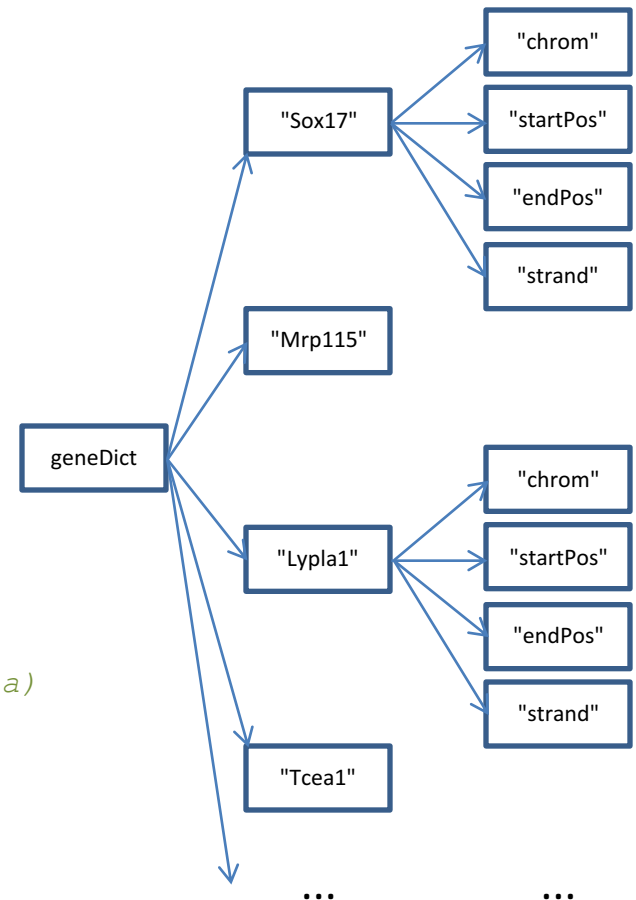 "chrom"
"Sox17"
"startPos"
"endPos"
"strand"
"Mrp115"
geneDict
"chrom"
"Lypla1"
"startPos"
"endPos"
a)
"strand"
"Tcea1"
... ...